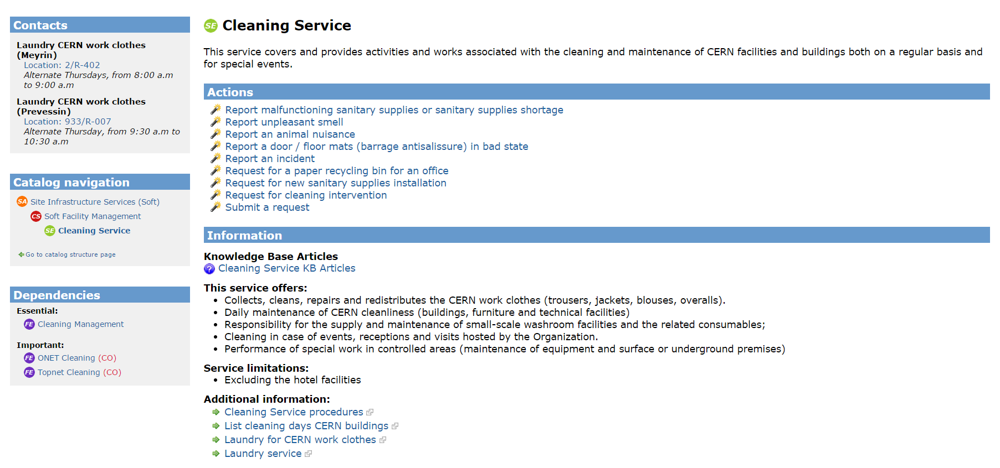 Contacts
Laundry CERN work clothes
(Meyrin)
Location: 2/R-402
Alternate Thursdays, from 8:00 a.m
to 9:00 a.m
Laundry CERN work clothes
(Prevessin)
Location: 933/R-007
Alternate Thursday, from 9:30 a.m to
10:30 a.m
Catalog navigation
SA Site Infrastructure Services (Soft)
CS Soft Facility Management
SE Cleaning Service
Go to catalog structure page
Dependencies
Essential:
FE Cleaning Management
Important:
FE ONET Cleaning (CO)
FE Topnet Cleaning (CO)
SE Cleaning Service
This service covers and provides activities and works associated with the cleaning and maintenance of CERN facilities and buildings both on a regular basis and
for special events.
Actions
Report malfunctioning sanitary supplies or sanitary supplies shortage
Report unpleasant smell
Report an animal nuisance
Report a door / floor mats (barrage antisalissure) in bad state
Report an incident
Request for a paper recycling bin for an office
Request for new sanitary supplies installation
Request for cleaning intervention
Submit a request
Information
Knowledge Base Articles
? Cleaning Service KB Articles
This service offers:
• Collects, cleans, repairs and redistributes the CERN work clothes (trousers, jackets, blouses, overalls).
• Daily maintenance of CERN cleanliness (buildings, furniture and technical facilities)
• Responsibility for the supply and maintenance of small-scale washroom facilities and the related consumables;
• Cleaning in case of events, receptions and visits hosted by the Organization.
• Performance of special work in controlled areas (maintenance of equipment and surface or underground premises)
Service limitations:
• Excluding the hotel facilities
Additional information:
Cleaning Service procedures
List cleaning days CERN buildings
Laundry for CERN work clothes
Laundry service